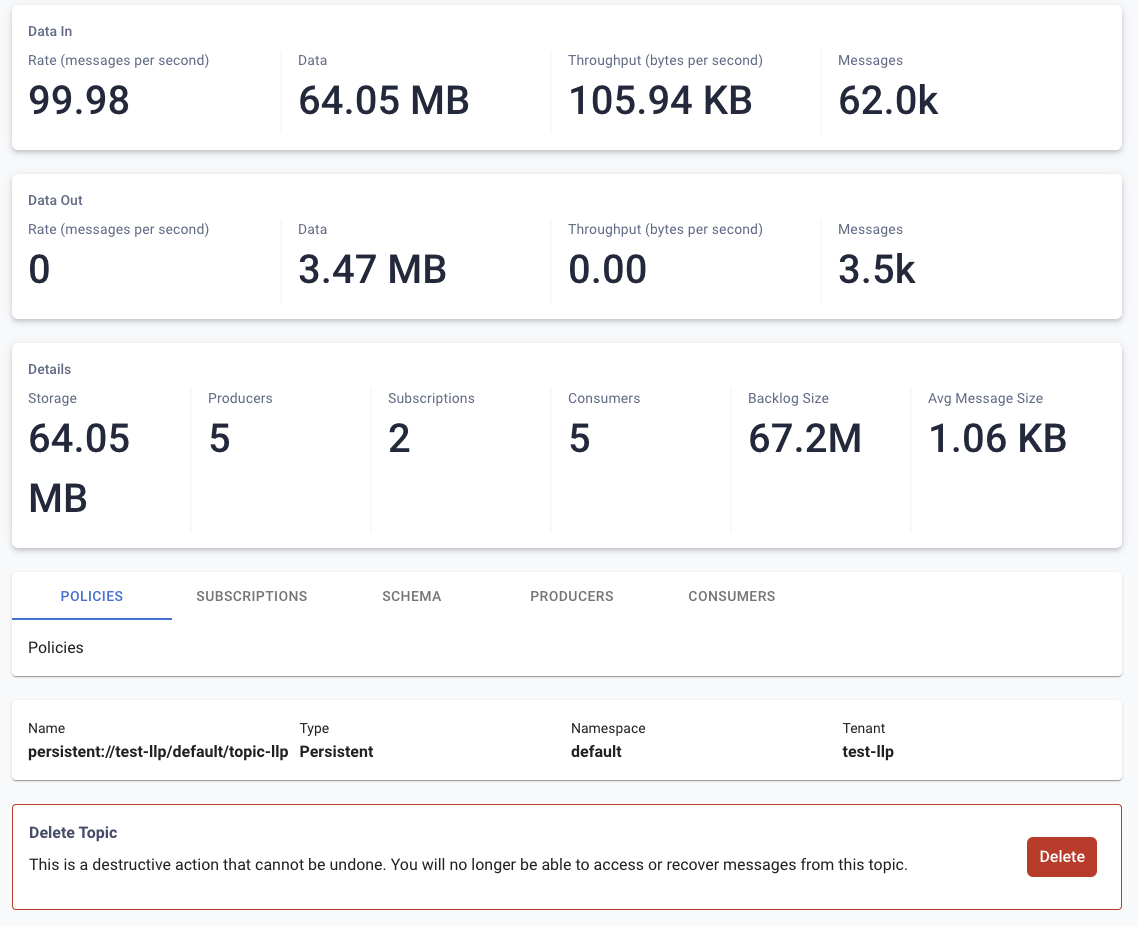 Data In
Rate (messages per second) Data Throughput (bytes per second) Messages
99.98 64.05 MB 105.94 KB 62.0k
Data Out
Rate (messages per second) Data Throughput (bytes per second) Messages
0 3.47 MB 0.00 3.5k
Details
Storage Producers Subscriptions Consumers Backlog Size Avg Message Size
64.05 5 2 5 67.2M 1.06 KB
MB
POLICIES SUBSCRIPTIONS SCHEMA PRODUCERS CONSUMERS
Policies
Name Type Namespace Tenant
persistent://test-llp/default/topic-llp Persistent default test-llp
Delete Topic
This is a destructive action that cannot be undone. You will no longer be able to access or recover messages from this topic.
Delete